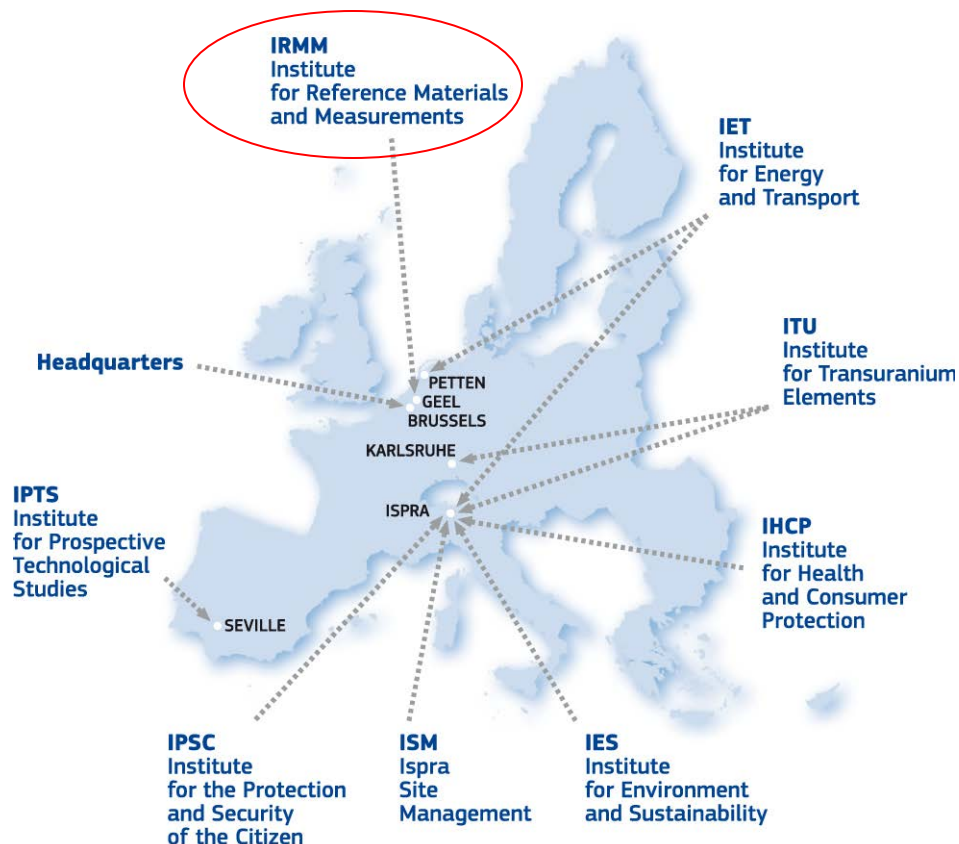 IRMM
Institute
for Reference Materials
and Measurements
IET
Institute
for Energy
and Transport
ITU
Institute
for Transuranium
Elements
Headquarters
PETTEN
GEEL
BRUSSELS
KARLSRUHE
ISPRA
IPTS
Institute
for Prospective
Technological
Studies
SEVILLE
IHCP
Institute
for Health
and Consumer
Protection
IPSC
Institute
for the Protection
and Security
of the Citizen
ISM
Ispra
Site
Management
IES
Institute
for Environment
and Sustainability